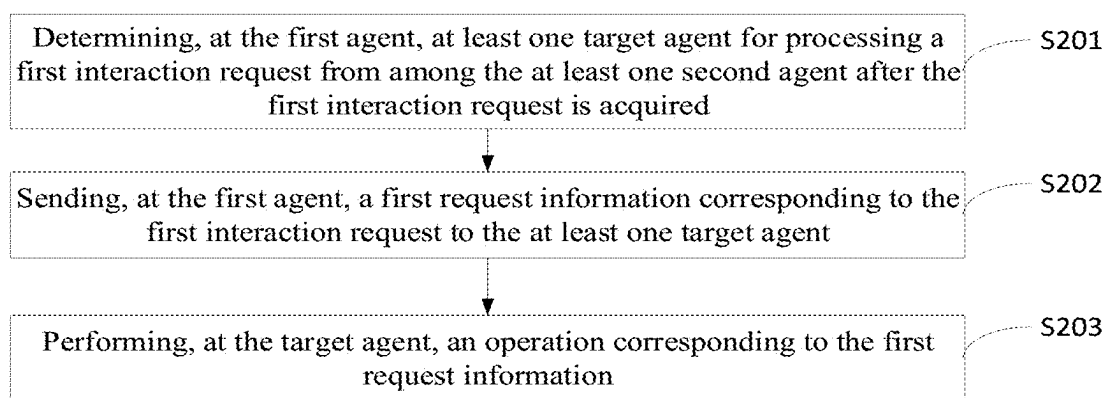 Determining, at the first agent, at least one target agent for processing a
first interaction request from among the at least one second agent after the
first interaction request is acquired
S201
Sending, at the first agent, a first request information corresponding to the
first interaction request to the at least one target agent
S202
Performing, at the target agent, an operation corresponding to the first
request information
S203